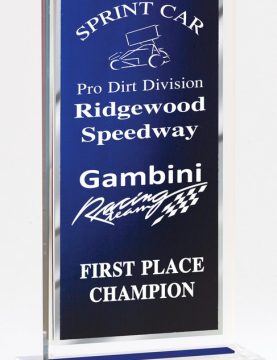 SPRINT CAR
Pro Dirt Division
Ridgewood
Speedway
Gambini
Racing
Team
FIRST PLACE
CHAMPION